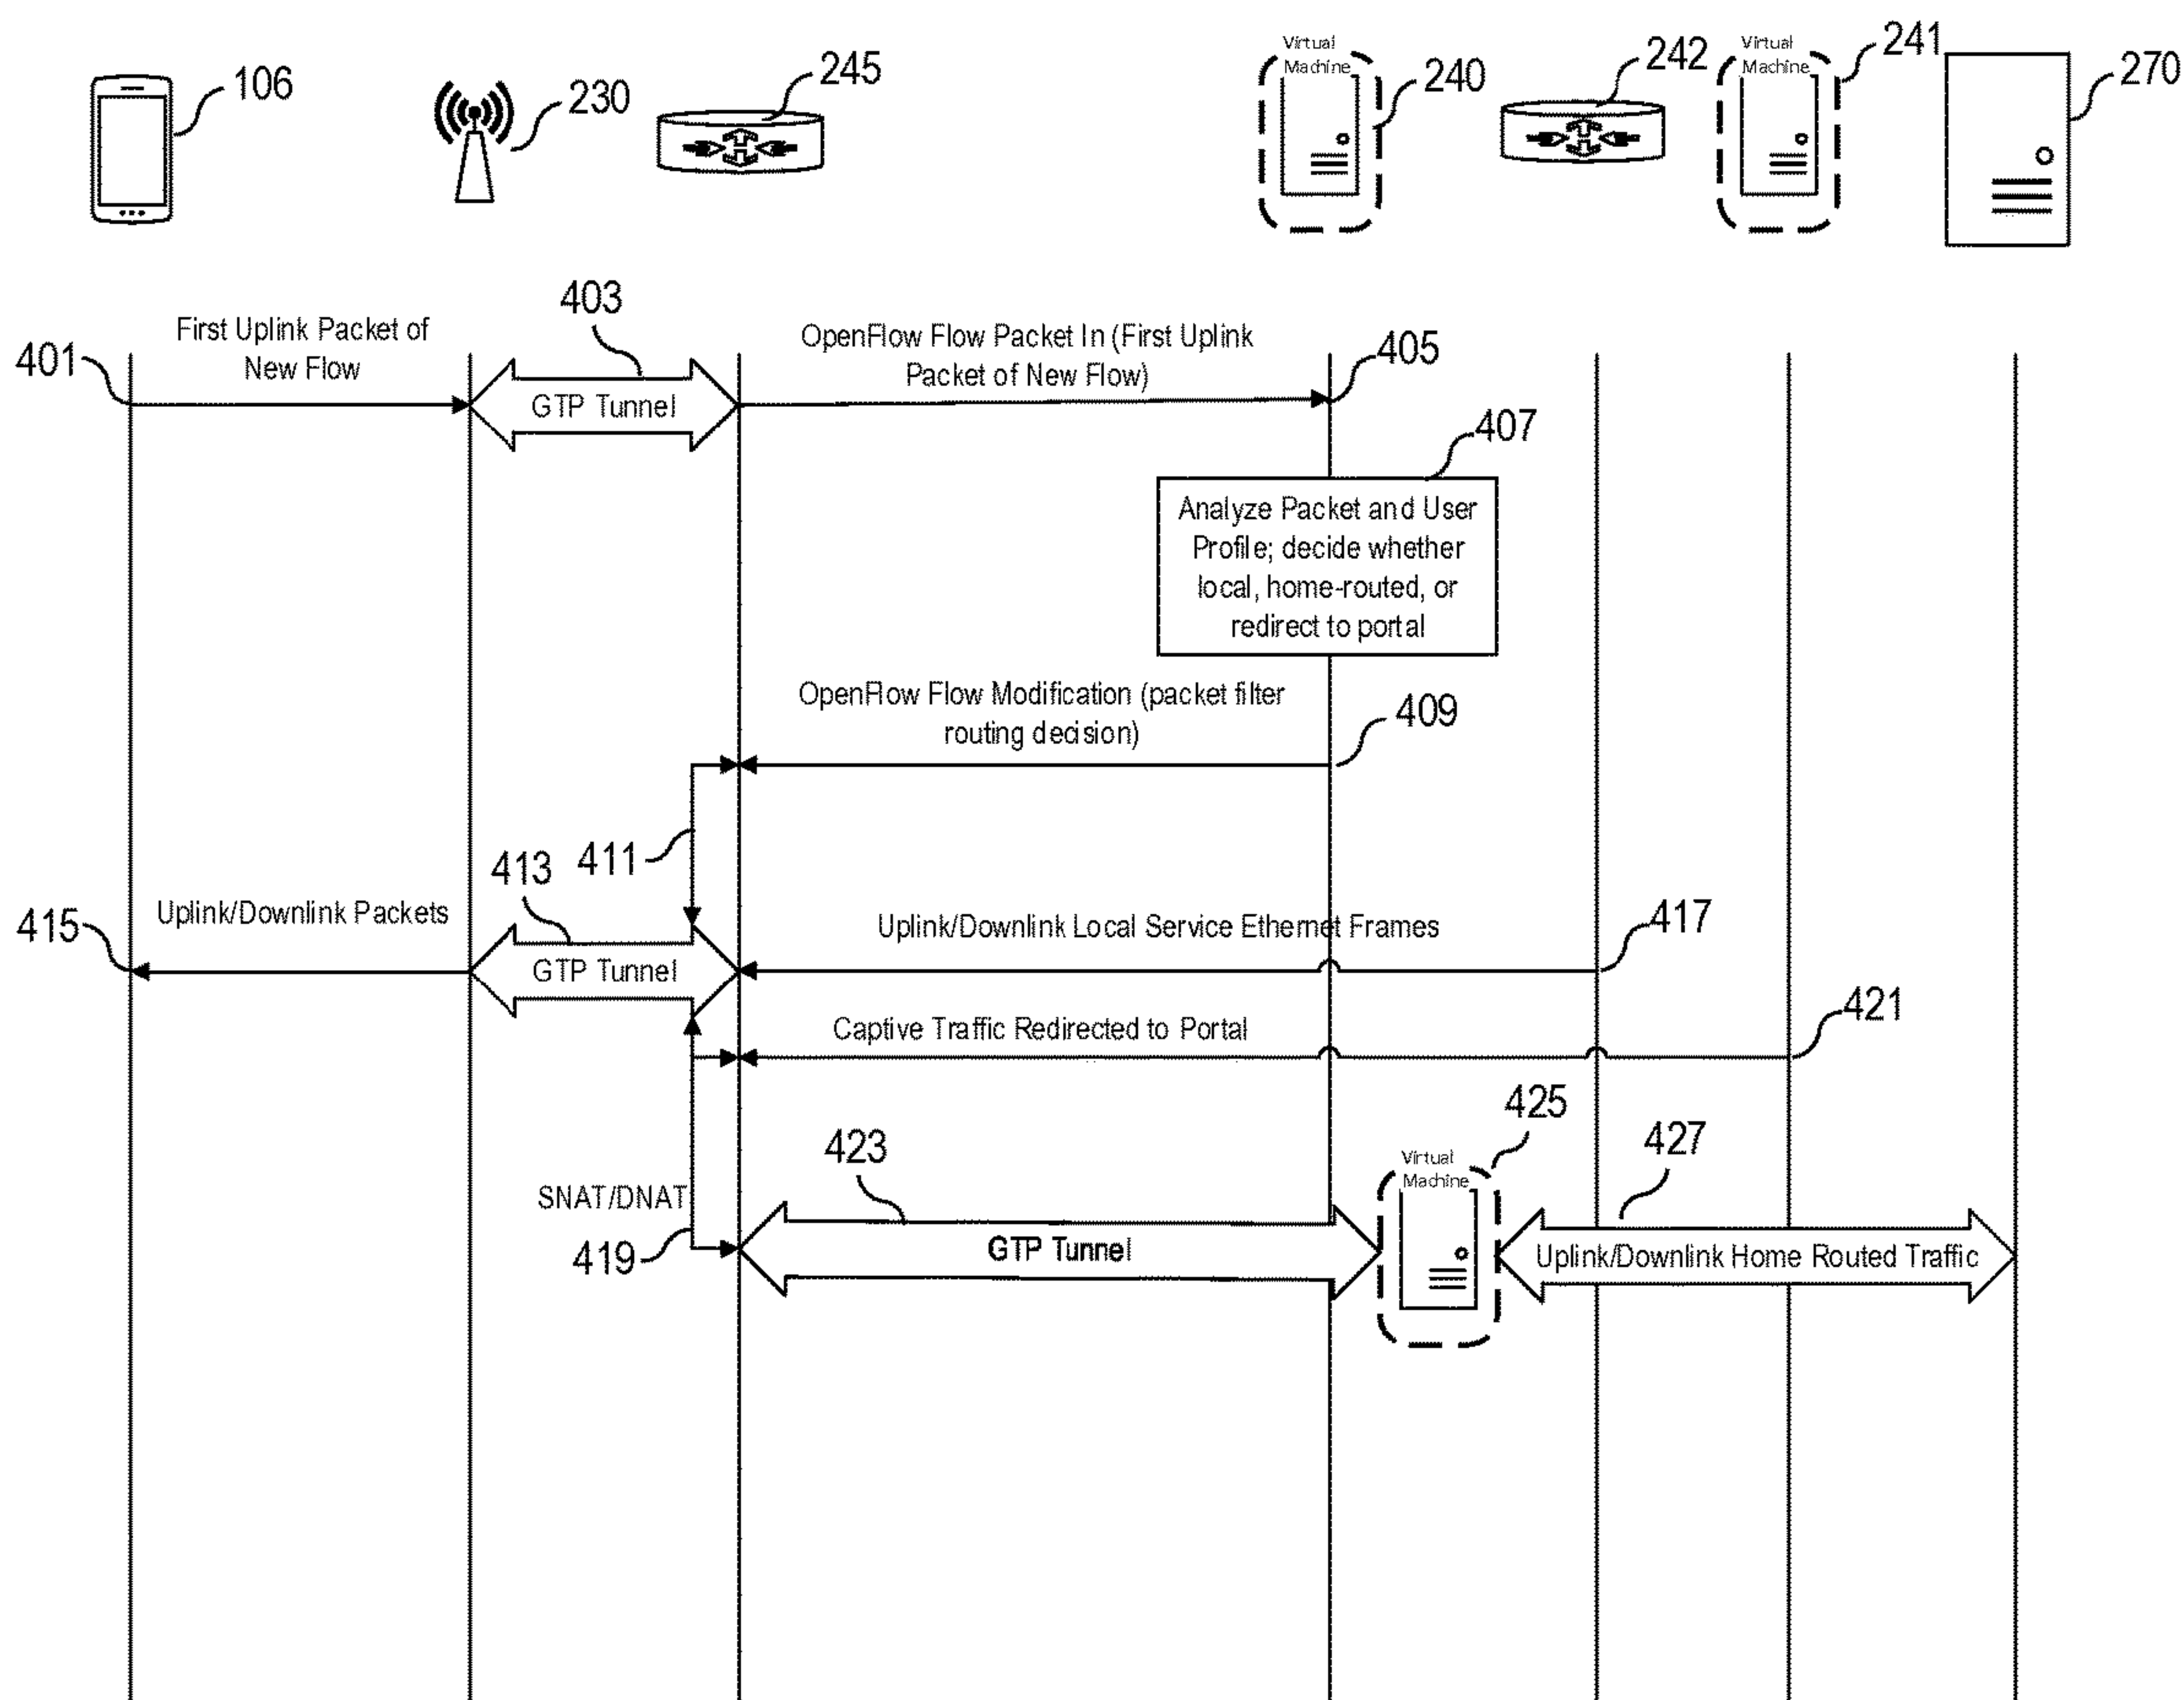 106
230
245
Virtual
Machine
240
242
Virtual
Machine
241
270
401
First Uplink Packet of
New Flow
403
GTP Tunnel
OpenFlow Flow Packet In (First Uplink
Packet of New Flow)
405
407
Analyze Packet and User
Profile; decide whether
local, home-routed, or
redirect to portal
OpenFlow Flow Modification (packet filter
routing decision)
409
411
413
415
Uplink/Downlink Packets
GTP Tunnel
Uplink/Downlink Local Service Ethernet Frames
417
Captive Traffic Redirected to Portal
421
SNAT/DNAT
419
423
GTP Tunnel
Virtual
Machine
425
427
Uplink/Downlink Home Routed Traffic